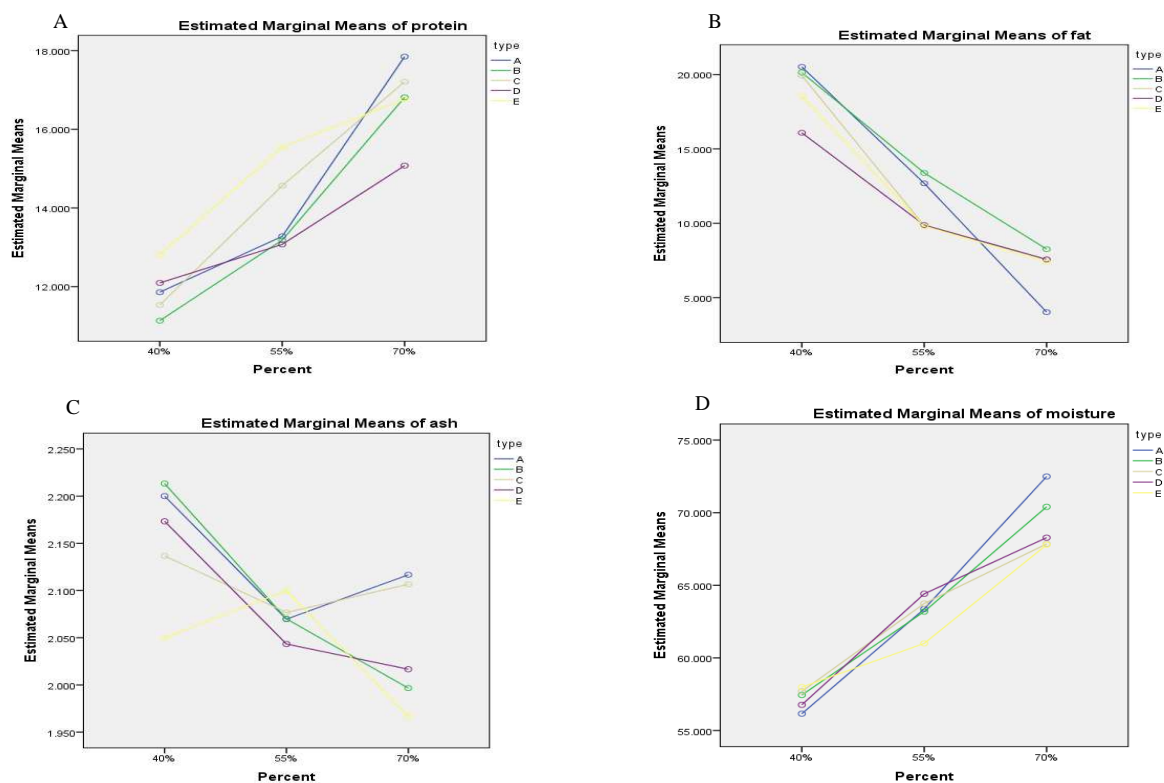 A
Estimated Marginal Means of protein
type
A
B
C
D
E
18.000
16.000
14.000
12.000
Estimated Marginal Means
40%
55%
70%
Percent
B
Estimated Marginal Means of fat
type
A
B
C
D
E
20.000
15.000
10.000
5.000
Estimated Marginal Means
40%
55%
70%
Percent
C
Estimated Marginal Means of ash
type
A
B
C
D
E
2.250
2.200
2.150
2.100
2.050
2.000
1.950
Estimated Marginal Means
40%
55%
70%
Percent
D
Estimated Marginal Means of moisture
type
A
B
C
D
E
75.000
70.000
65.000
60.000
55.000
Estimated Marginal Means
40%
55%
70%
Percent